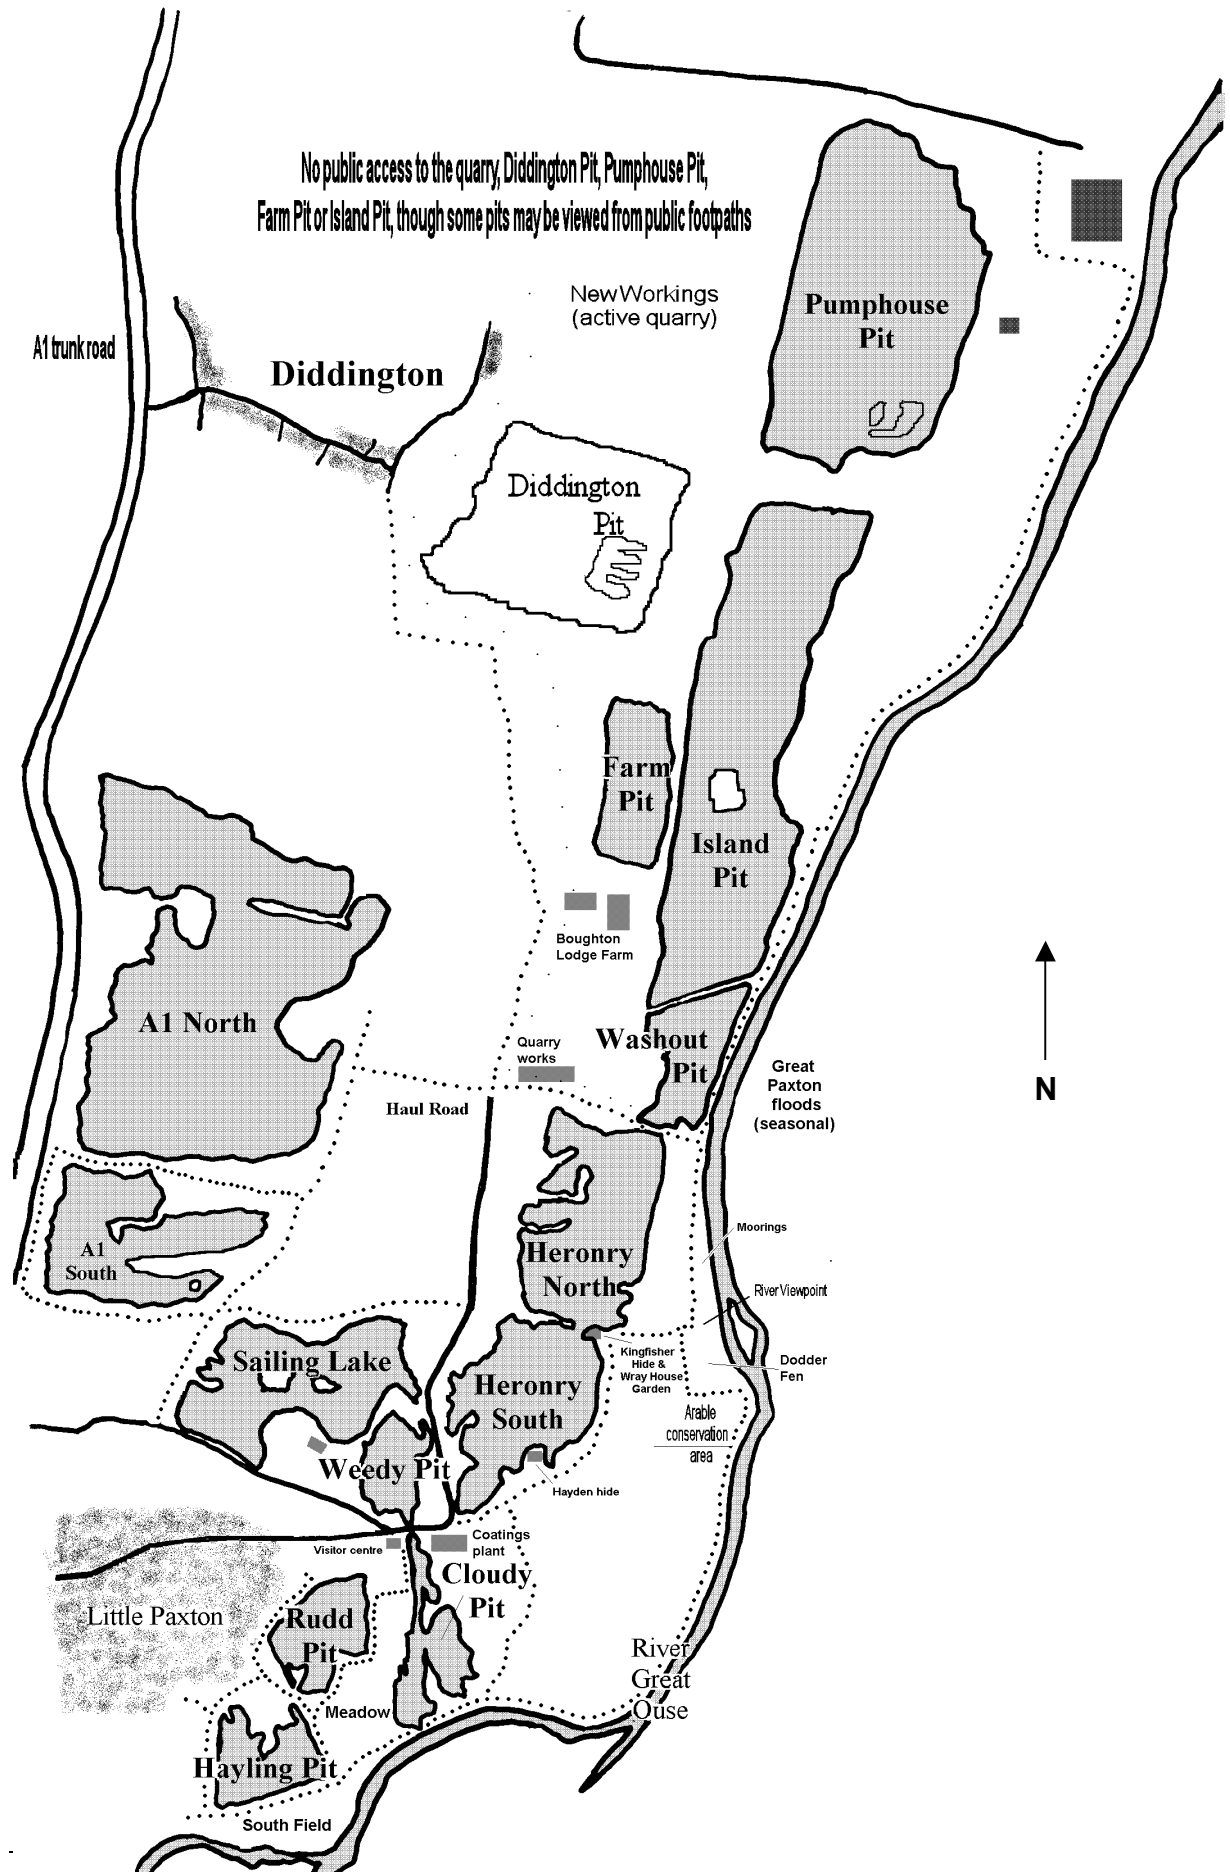 No public access to the quarry, Diddington Pit, Pumphouse Pit,
Farm Pit or Island Pit, though some pits may be viewed from public footpaths
New Workings
(active quarry)
Pumphouse
Pit
A1 trunk road
Diddington
Diddington
Pit
Farm
Pit
Island
Pit
Boughton
Lodge Farm
A1 North
Washout
Pit
Quarry
works
Haul Road
Great
Paxton
floods
(seasonal)
N
A1
South
Heronry
North
Moorings
River Viewpoint
Kingfisher
Hide &
Wray House
Garden
Dodder
Fen
Sailing Lake
Heronry
South
Arable
conservation
area
Weedy Pit
Hayden hide
Visitor centre
Coatings
plant
Cloudy
Pit
Little Paxton
Rudd
Pit
River
Great
Ouse
Meadow
Hayling Pit
South Field